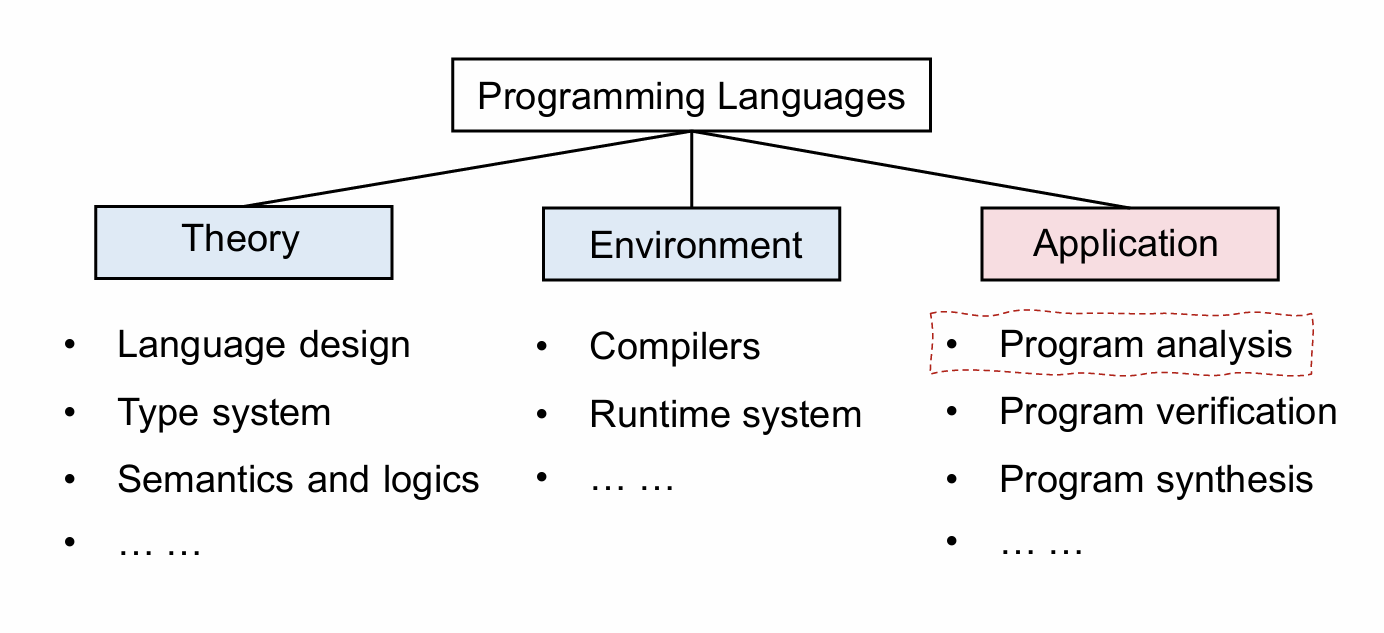 Programming Languages
Theory
Environment
Application
• Language design
• Type system
• Semantics and logics
• … …
• Compilers
• Runtime system
• … …
• Program analysis
• Program verification
• Program synthesis
• … …